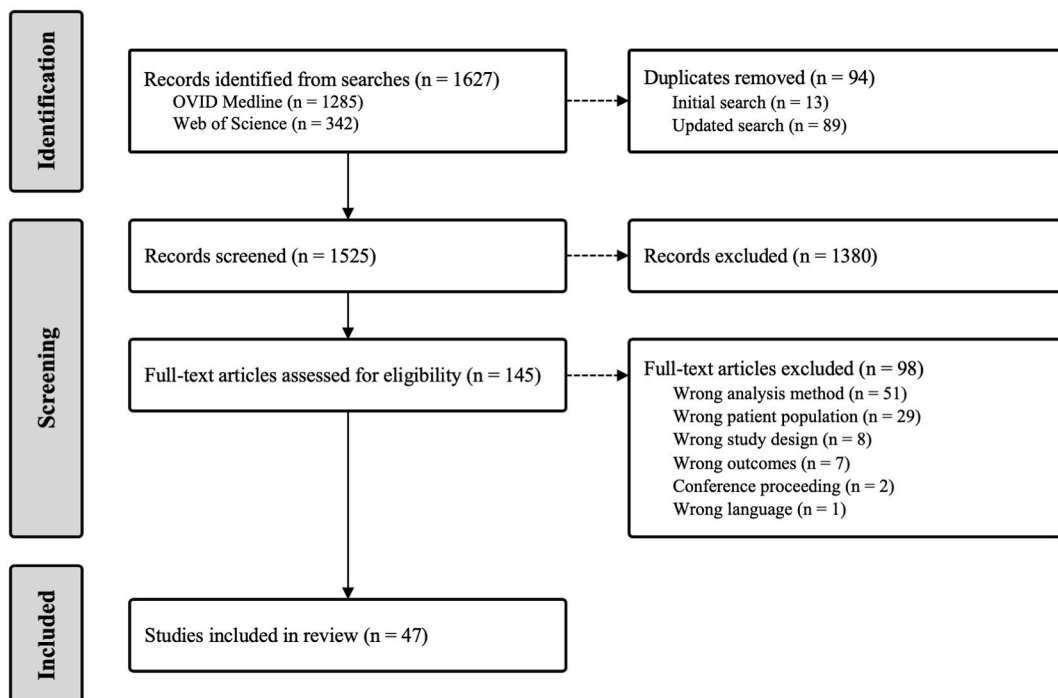 Identification
Records identified from searches (n = 1627)
OVID Medline (n = 1285)
Web of Science (n = 342)
Duplicates removed (n = 94)
Initial search (n = 13)
Updated search (n = 89)
Screening
Records screened (n = 1525)
Records excluded (n = 1380)
Full-text articles assessed for eligibility (n = 145)
Full-text articles excluded (n = 98)
Wrong analysis method (n = 51)
Wrong patient population (n = 29)
Wrong study design (n = 8)
Wrong outcomes (n = 7)
Conference proceeding (n = 2)
Wrong language (n = 1)
Included
Studies included in review (n = 47)